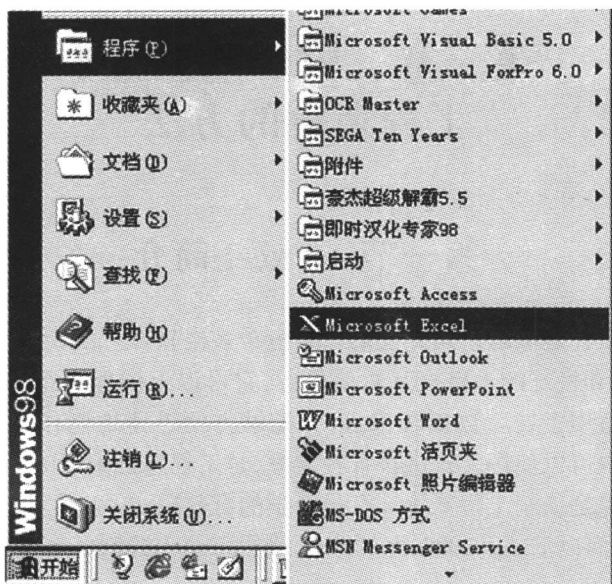 程序(P)
收藏夹(A)
文档(D)
设置(S)
查找(F)
帮助(H)
运行(R)...
注销(L)...
关闭系统(U)...
Windows98
开始
Microsoft Games
Microsoft Visual Basic 5.0
Microsoft Visual FoxPro 6.0
OCR Master
SEGA Ten Years
附件
豪杰超级解霸5.5
即时汉化专家98
启动
Microsoft Access
Microsoft Excel
Microsoft Outlook
Microsoft PowerPoint
Microsoft Word
Microsoft 活页夹
Microsoft 照片编辑器
MS-DOS 方式
MSN Messenger Service